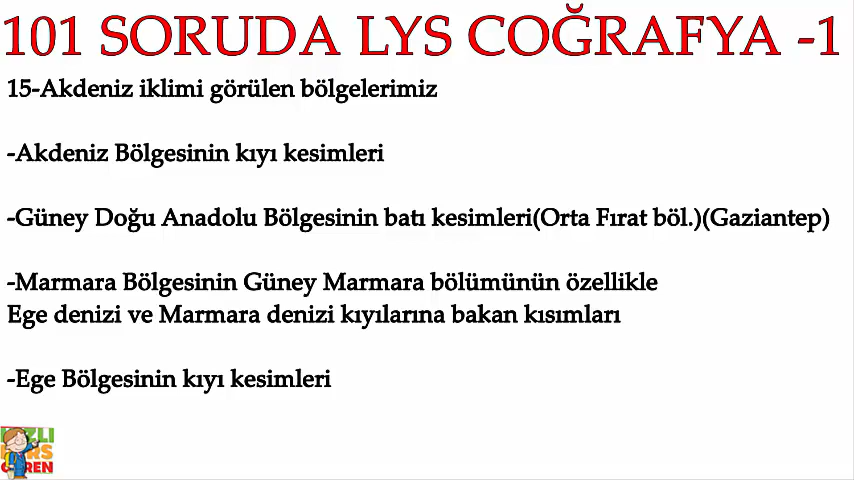 101 SORUDA LYS COĞRAFYA -1
15-Akdeniz iklimi görülen bölgelerimiz
-Akdeniz Bölgesinin kıyı kesimleri
-Güney Doğu Anadolu Bölgesinin batı kesimleri(Orta Fırat böl.)(Gaziantep)
-Marmara Bölgesinin Güney Marmara bölümünün özellikle
Ege denizi ve Marmara denizi kıyılarına bakan kısımları
-Ege Bölgesinin kıyı kesimleri